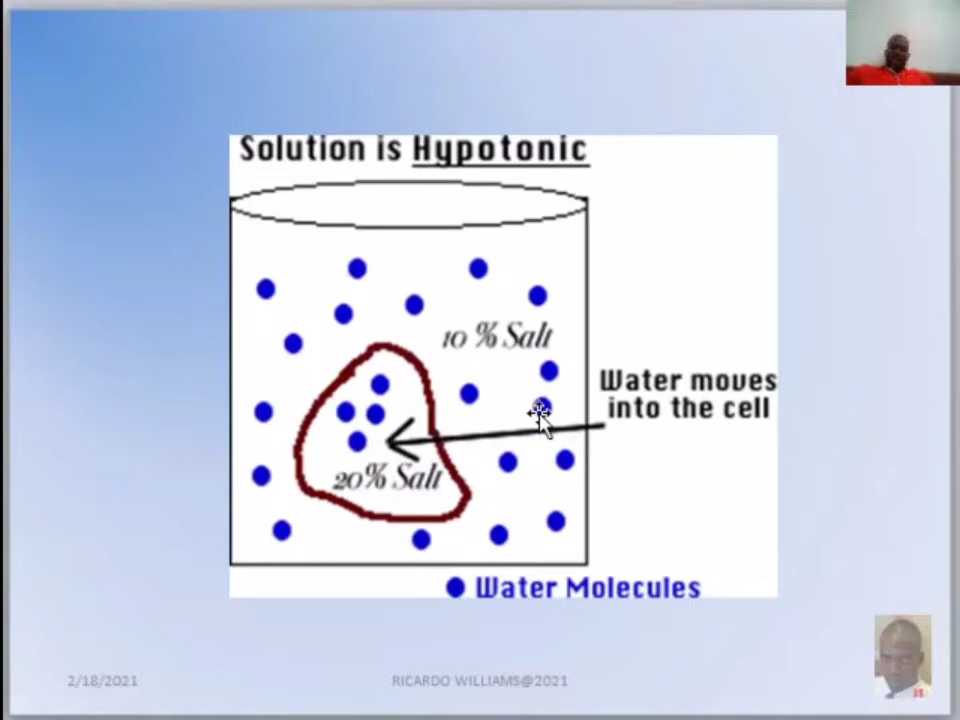 Solution is Hypotonic
10 % Salt
Water moves
into the cell
20% Salt
Water Molecules
2/18/2021
RICARDO WILLIAMS@2021